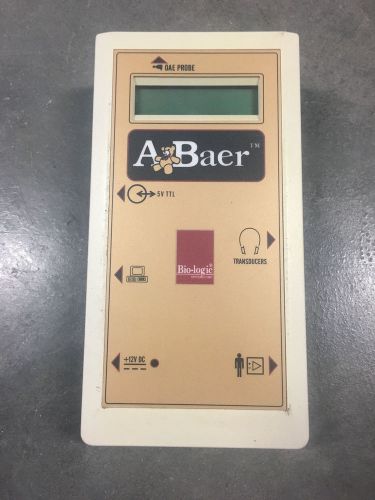 OAE PROBE
ABaer TM
5V TTL
TRANSDUCERS
Bio-logic
+12V DC